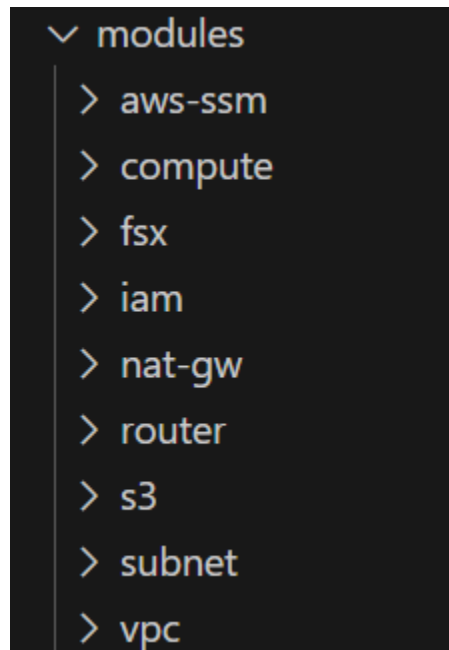 modules
aws-ssm
compute
fsx
iam
nat-gw
router
s3
subnet
vpc